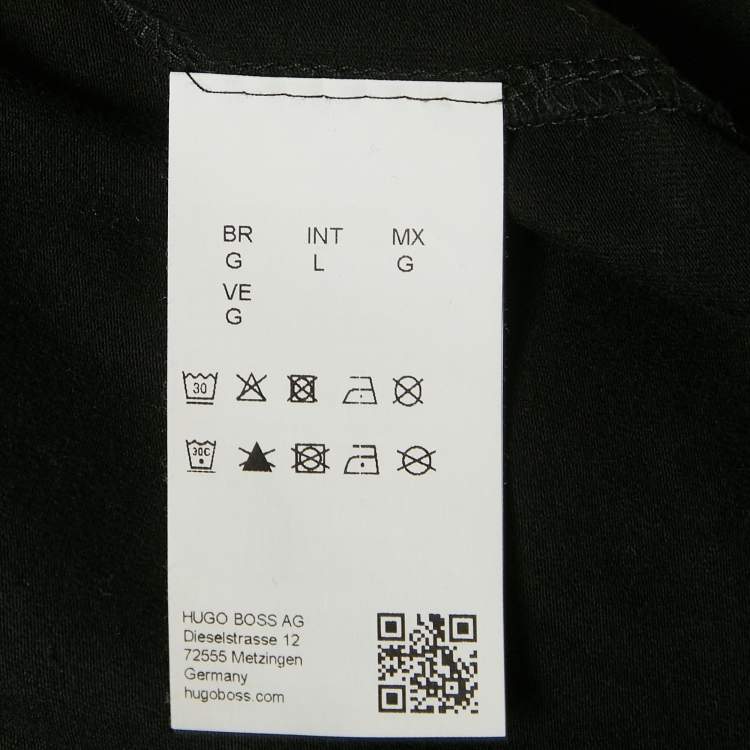 BR INT MX
G L G
VE
G
30
30C
HUGO BOSS AG
Dieselstrasse 12
72555 Metzingen
Germany
hugoboss.com